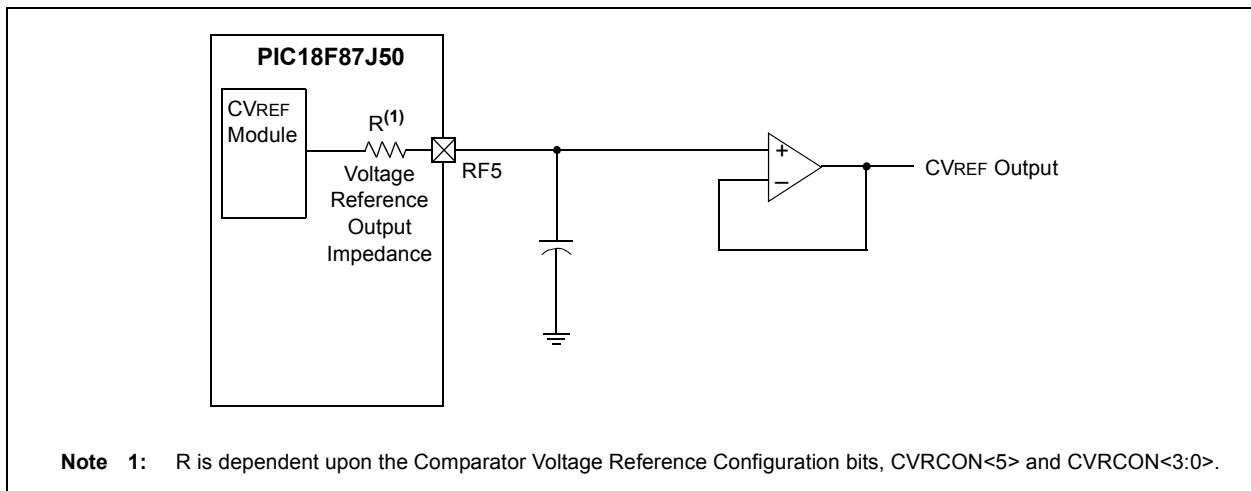 PIC18F87J50
CVREF
Module
R(1)
RF5
Voltage
Reference
Output
Impedance
+
–
CVREF Output
Note 1: R is dependent upon the Comparator Voltage Reference Configuration bits, CVRCON<5> and CVRCON<3:0>.